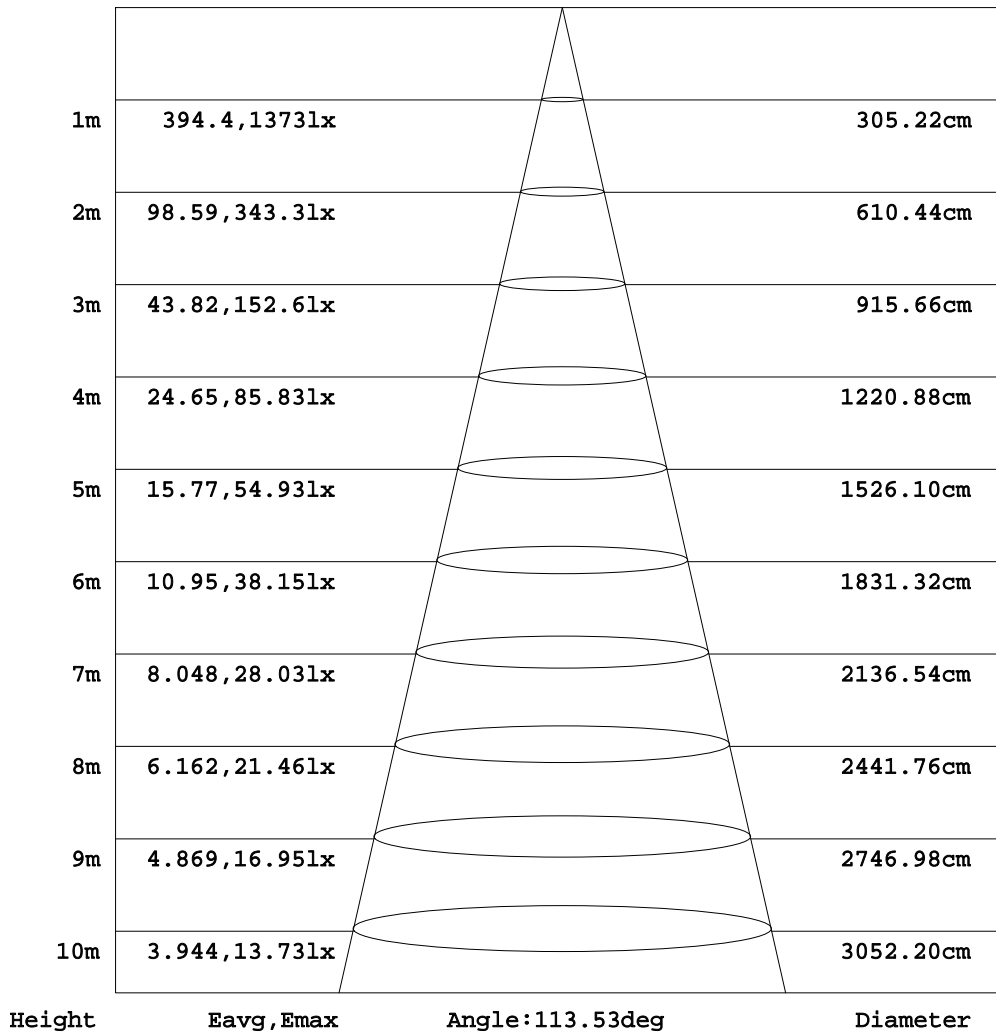 1m 394.4,1373lx 305.22cm
2m 98.59,343.3lx 610.44cm
3m 43.82,152.6lx 915.66cm
4m 24.65,85.83lx 1220.88cm
5m 15.77,54.93lx 1526.10cm
6m 10.95,38.15lx 1831.32cm
7m 8.048,28.03lx 2136.54cm
8m 6.162,21.46lx 2441.76cm
9m 4.869,16.95lx 2746.98cm
10m 3.944,13.73lx 3052.20cm
Height Eavg,Emax Angle:113.53deg Diameter